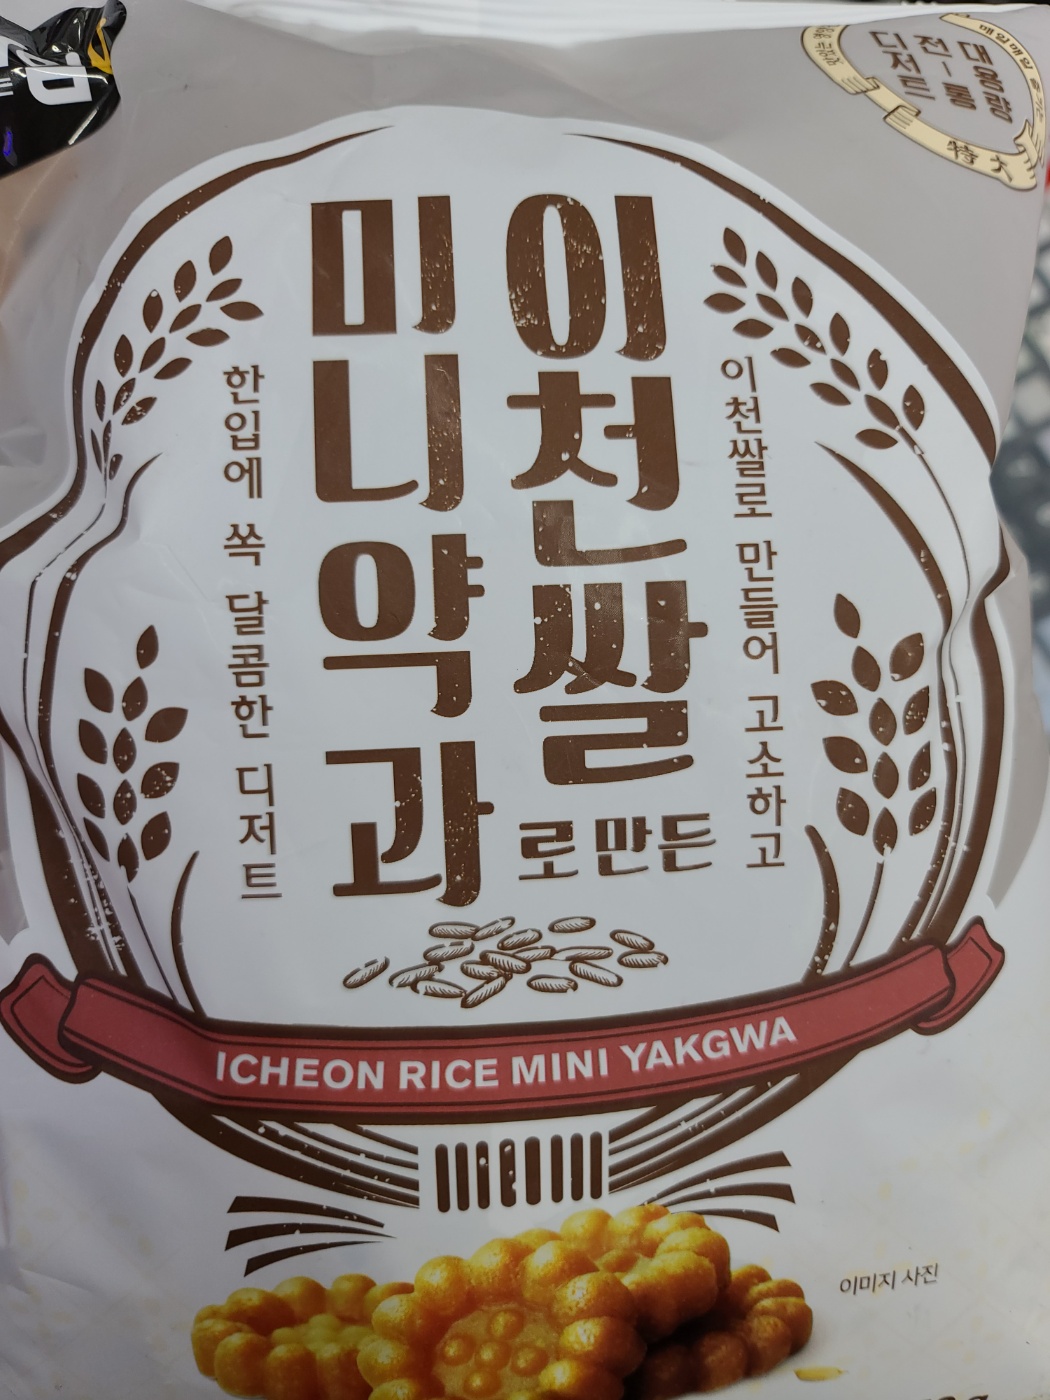 대용량
전통
디저트
特大
이천쌀로 만들어 고소하고
이천쌀로만든
미니약과
한입에 쏙 달콤한 디저트
ICHEON RICE MINI YAKGWA
이미지 사진